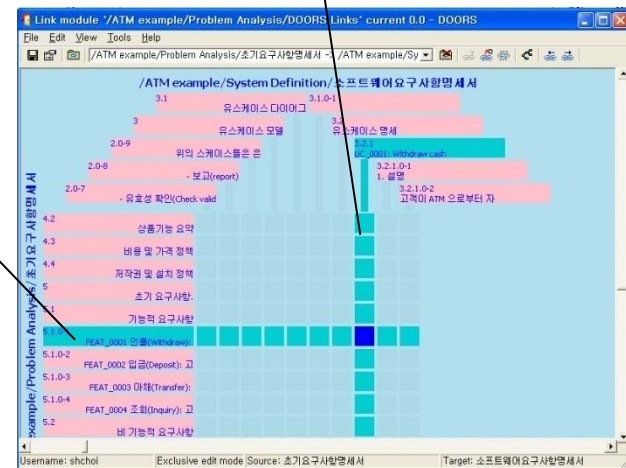 Link module '/ATM example/Problem Analysis/DOORS Links' current 0.0 - DOORS
File Edit View Tools Help
/ATM example/Problem Analysis/초기요구사항명세서 -> /ATM example/Sy
/ATM example/System Definition/소프트웨어요구사항명세서
3.1 유스케이스 다이어그
3.1.0-1
3 유스케이스 모델
3.2 유스케이스 명세
2.0-9 위의 스케이스들은 은
3.2.1 UC_0001: Withdraw cash
2.0-8 - 보고(report)
3.2.1.0-1 1. 설명
2.0-7 - 유효성 확인(Check valid
3.2.1.0-2 고객이 ATM 으로부터 자
example/Problem Analysis/초기요구사항명세서
4.2 상품기능 요약
4.3 비용 및 가격 정책
4.4 저작권 및 설치 정책
5 초기 요구사항.
5.1 기능적 요구사항
FEAT_0001 인출(Withdraw):
5.1.0-2 FEAT_0002 입금(Deposit): 고
5.1.0-3 FEAT_0003 이체(Transfer):
5.1.0-4 FEAT_0004 조회(Inquiry): 고
5.2 비기능적 요구사항
Username: shchoi Exclusive edit mode Source: 초기요구사항명세서 Target: 소프트웨어요구사항명세서